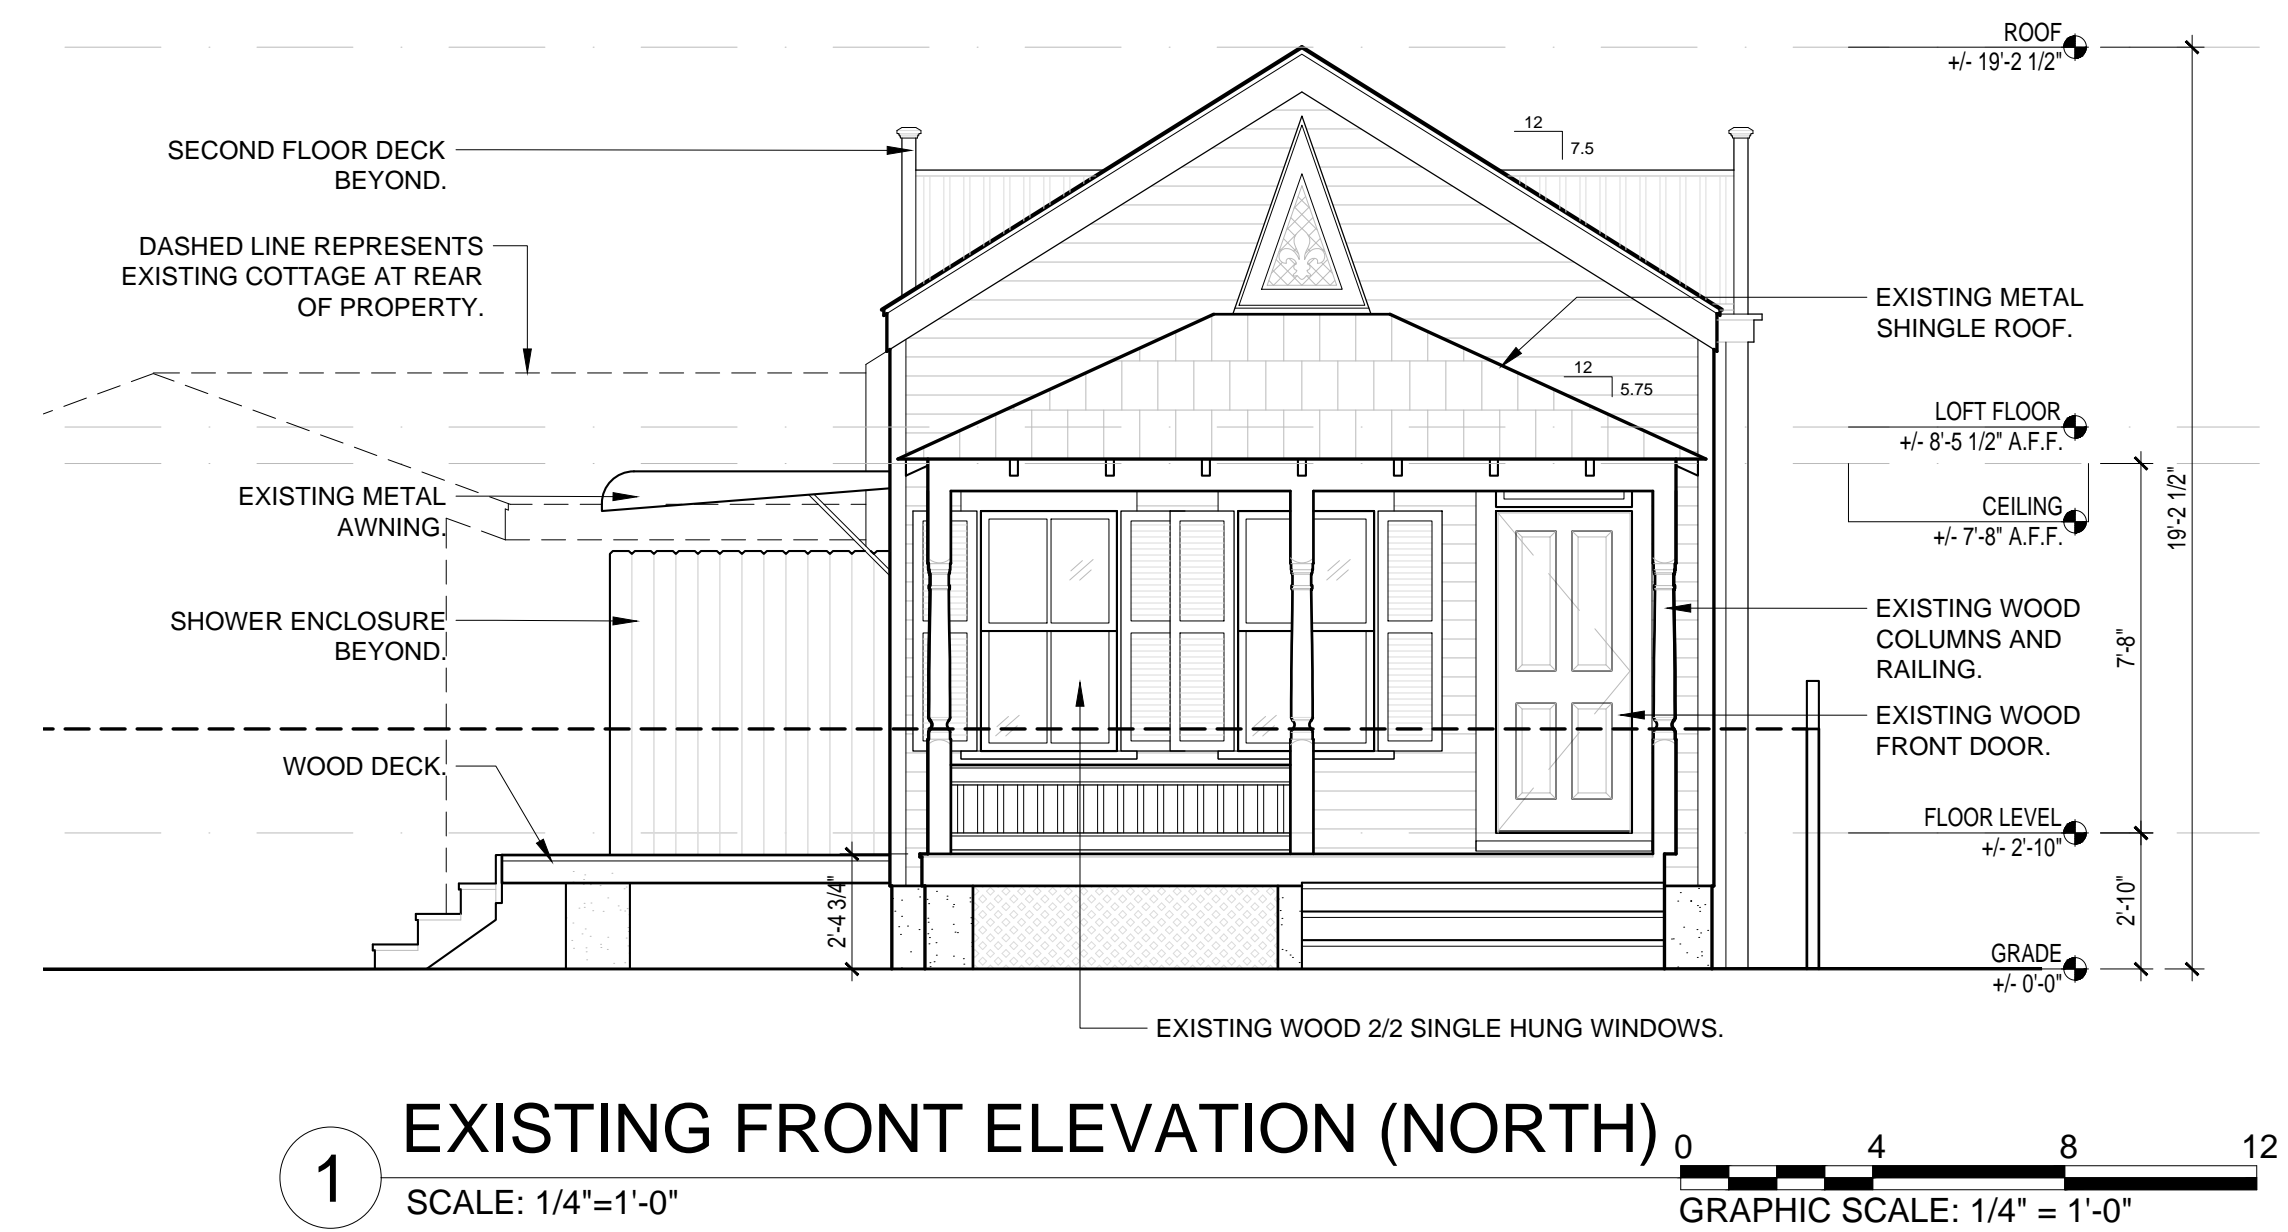 ROOF
+/- 19'-2 1/2"
12
7.5
SECOND FLOOR DECK
BEYOND.
DASHED LINE REPRESENTS
EXISTING COTTAGE AT REAR
OF PROPERTY.
EXISTING METAL
SHINGLE ROOF.
12
5.75
LOFT FLOOR
+/- 8'-5 1/2" A.F.F.
EXISTING METAL
AWNING.
CEILING
+/- 7'-8" A.F.F.
19'-2 1/2"
SHOWER ENCLOSURE
BEYOND.
EXISTING WOOD
COLUMNS AND
RAILING.
7'-8"
EXISTING WOOD
FRONT DOOR.
WOOD DECK.
FLOOR LEVEL
+/- 2'-10"
2'-4 3/4"
2'-10"
GRADE
+/- 0'-0"
EXISTING WOOD 2/2 SINGLE HUNG WINDOWS.
1
EXISTING FRONT ELEVATION (NORTH)
SCALE: 1/4"=1'-0"
0 4 8 12
GRAPHIC SCALE: 1/4" = 1'-0"